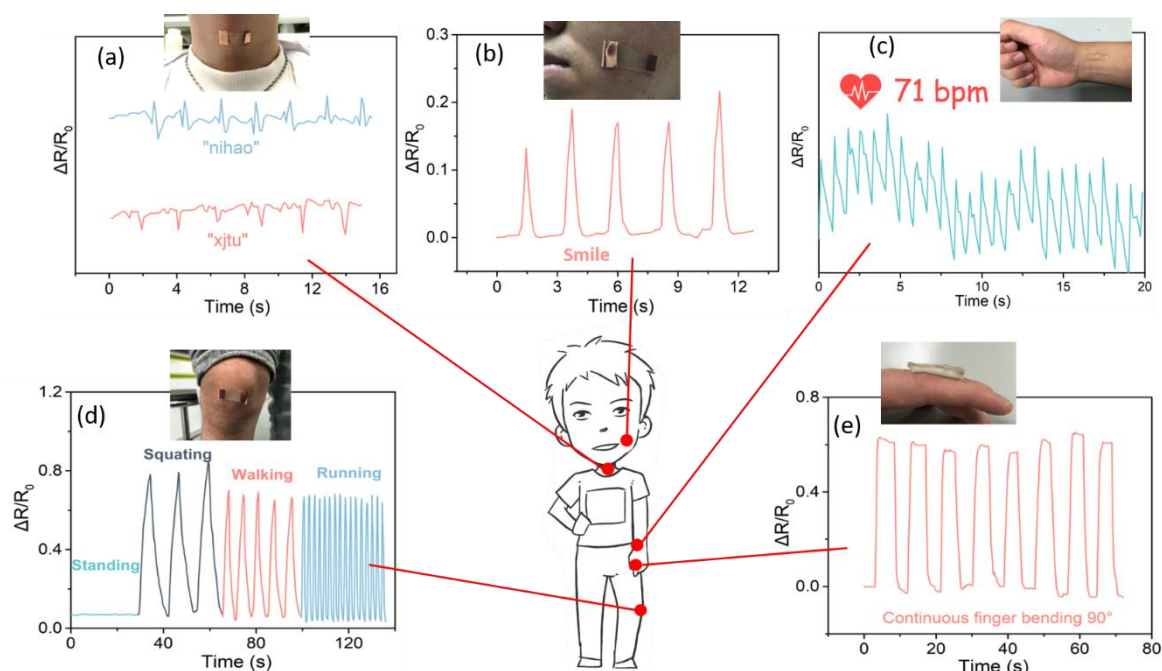 (a)
ΔR/R₀
"nihao"
"xjtu"
0 4 8 12 16
Time (s)
(b)
0.3
0.2
0.1
0.0
ΔR/R₀
Smile
0 3 6 9 12
Time (s)
(c)
71 bpm
ΔR/R₀
0 5 10 15 20
Time (s)
(d)
1.2
0.8
0.4
0.0
ΔR/R₀
Squating
Walking
Running
Standing
0 40 80 120
Time (s)
(e)
0.8
0.4
0.0
ΔR/R₀
Continuous finger bending 90°
0 20 40 60 80
Time (s)